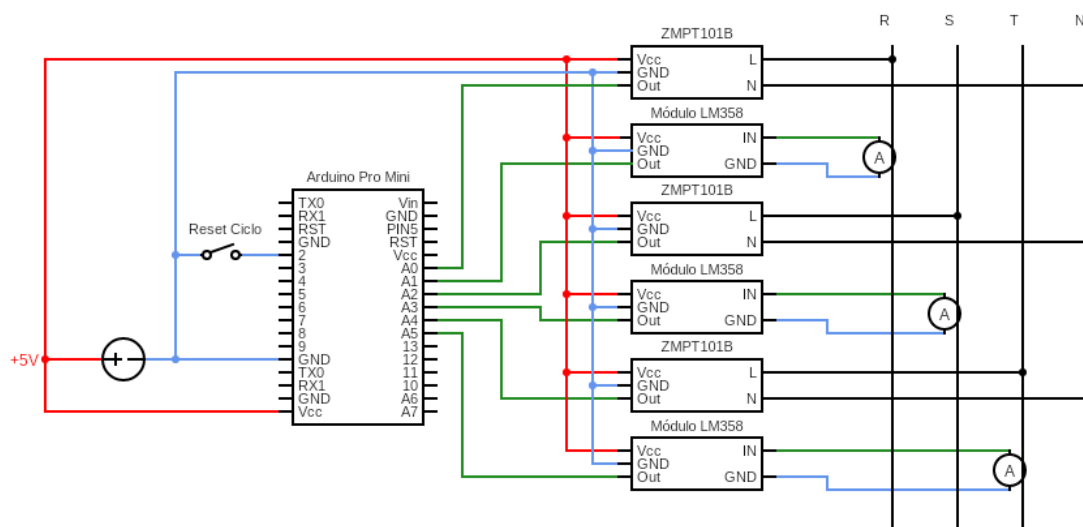 R S T N
ZMPT101B
Vcc L
GND
Out N
Módulo LM358
Vcc IN
GND
Out GND
A
ZMPT101B
Vcc L
GND
Out N
Módulo LM358
Vcc IN
GND
Out GND
A
ZMPT101B
Vcc L
GND
Out N
Módulo LM358
Vcc IN
GND
Out GND
A
Arduino Pro Mini
TX0 Vin
RX1 GND
RST PIN5
GND RST
2 Vcc
3 A0
4 A1
5 A2
6 A3
7 A4
8 A5
9 13
GND 12
TX0 11
RX1 10
GND A6
Vcc A7
Reset Ciclo
+5V